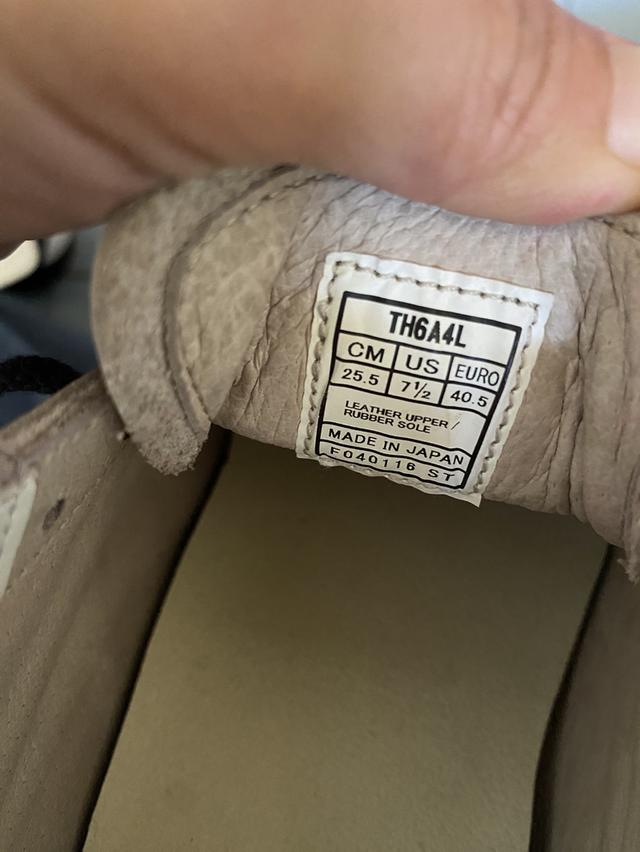 TH6A4L
CM US EURO
25.5 7½ 40.5
LEATHER UPPER /
RUBBER SOLE
MADE IN JAPAN
F040116 ST